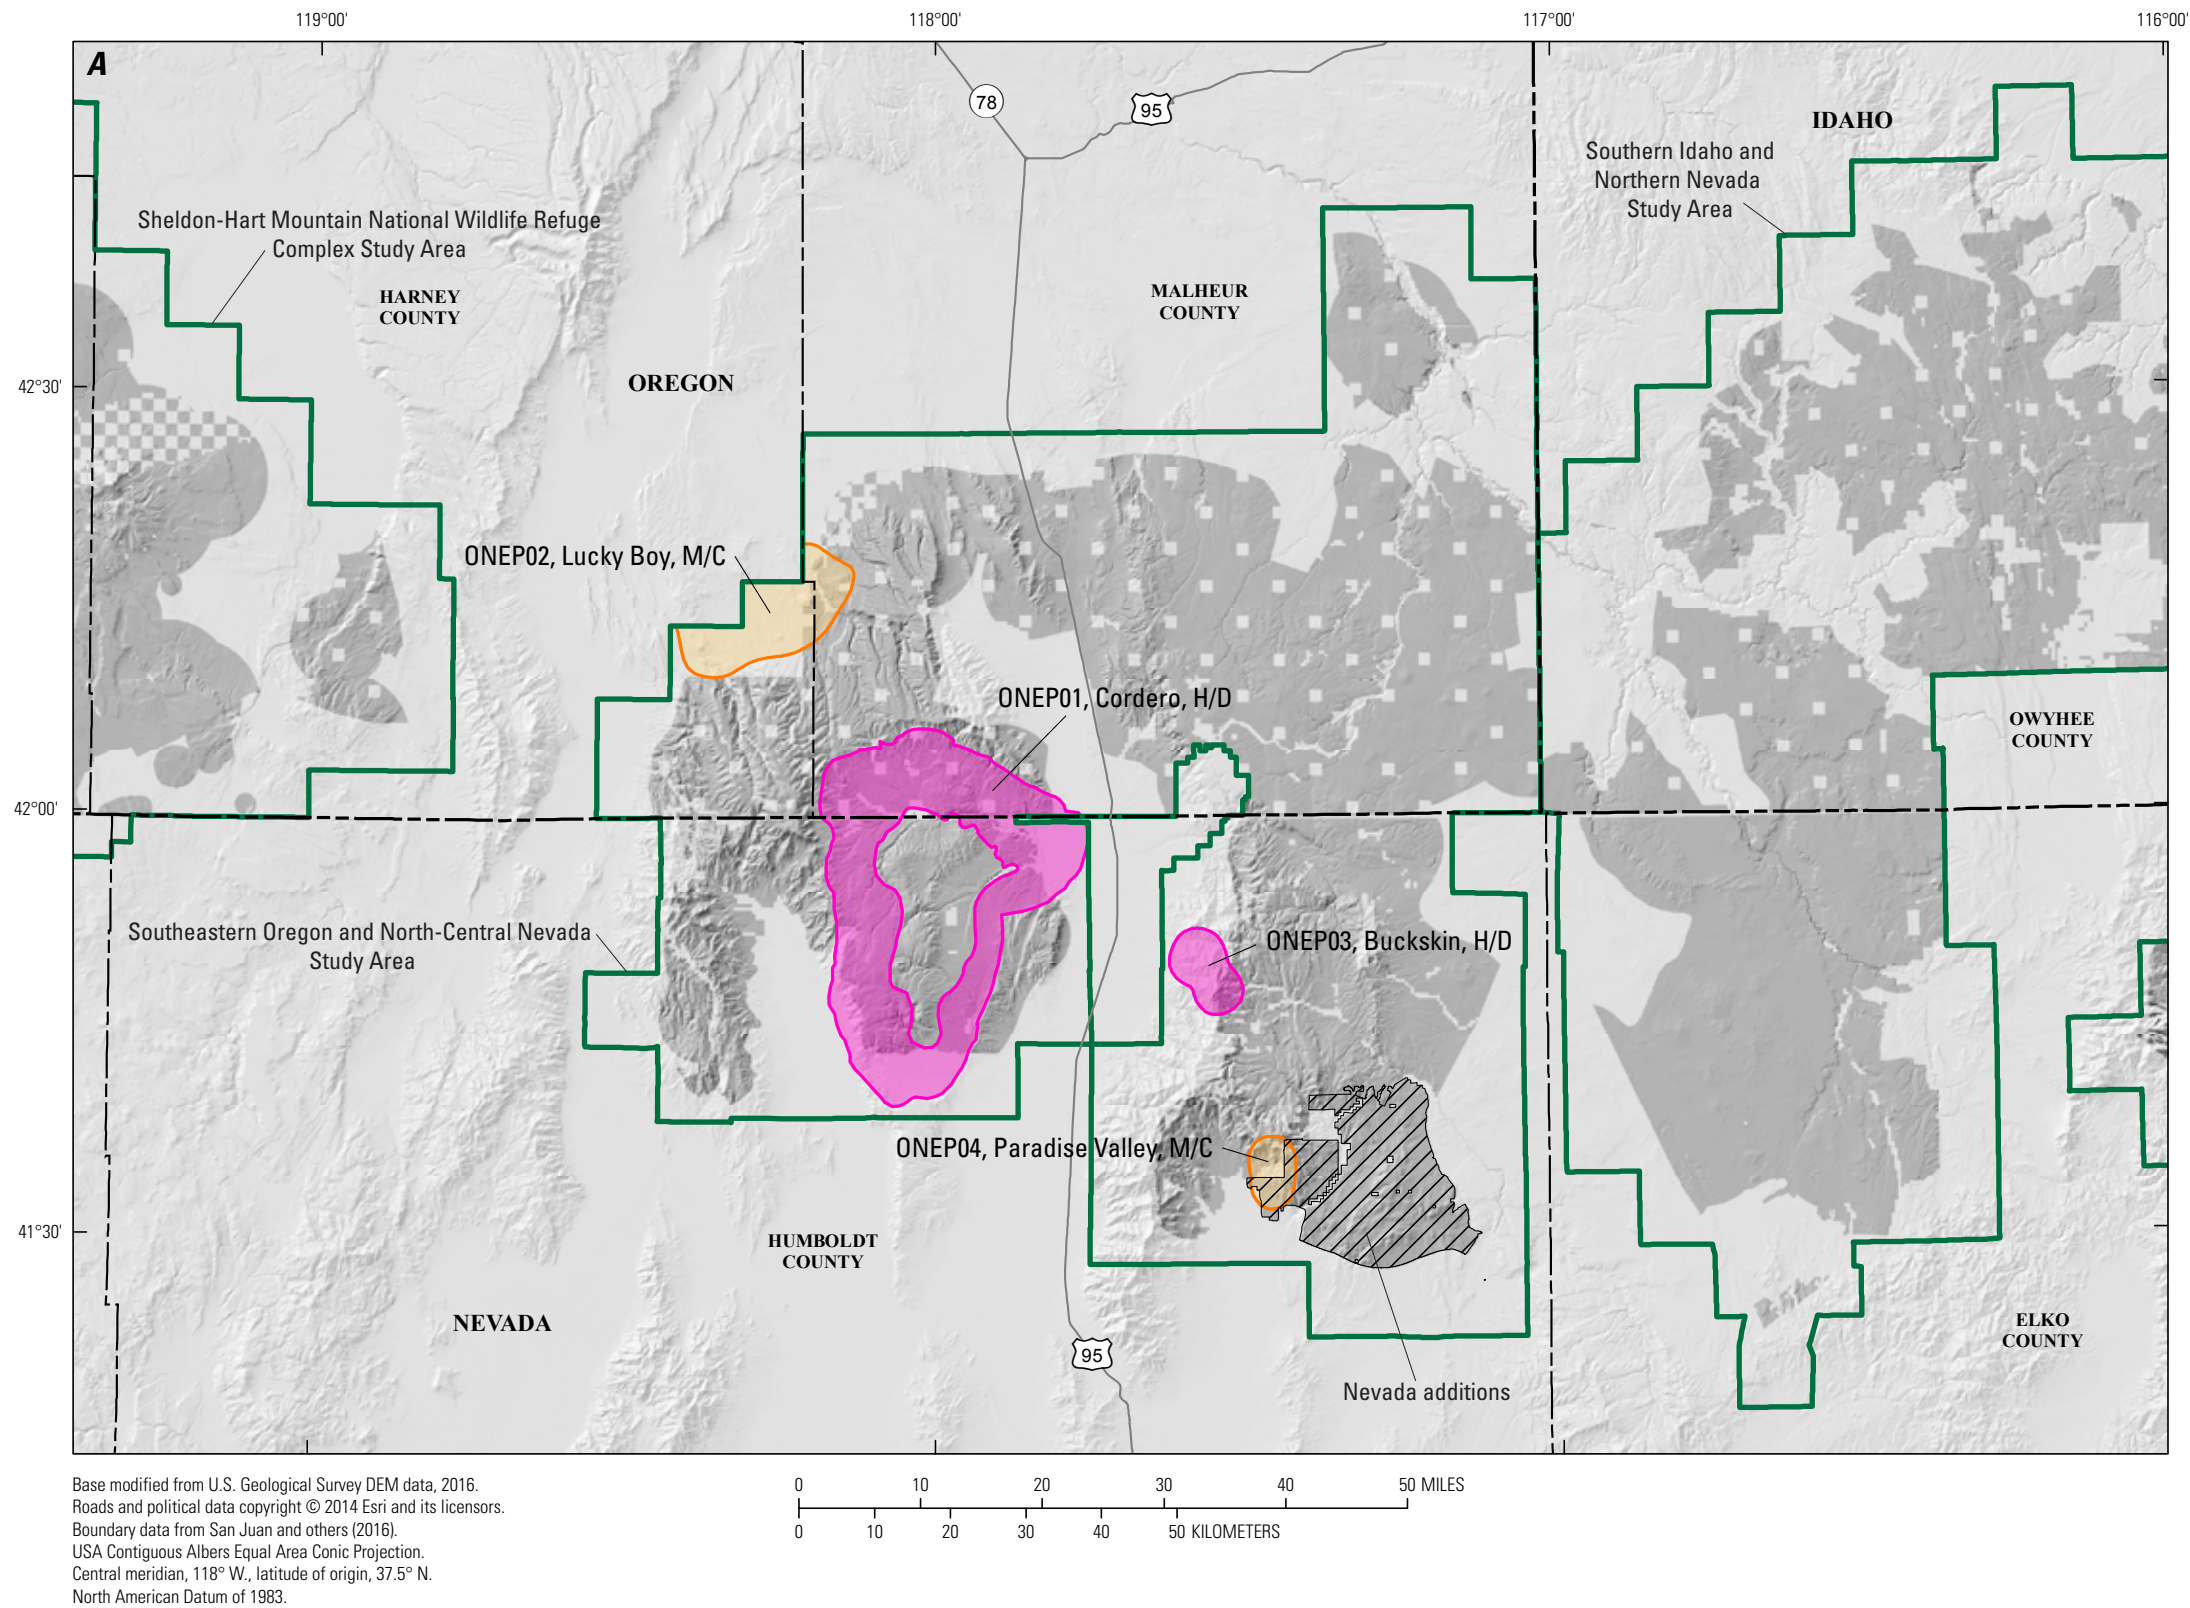 119°00'
118°00'
117°00'
116°00'
A
78
95
IDAHO
Southern Idaho and
Northern Nevada
Study Area
Sheldon-Hart Mountain National Wildlife Refuge
Complex Study Area
HARNEY
COUNTY
MALHEUR
COUNTY
42°30'
OREGON
ONEP02, Lucky Boy, M/C
ONEP01, Cordero, H/D
OWYHEE
COUNTY
42°00'
Southeastern Oregon and North-Central Nevada
Study Area
ONEP03, Buckskin, H/D
ONEP04, Paradise Valley, M/C
41°30'
HUMBOLDT
COUNTY
NEVADA
ELKO
COUNTY
95
Nevada additions
Base modified from U.S. Geological Survey DEM data, 2016.
Roads and political data copyright © 2014 Esri and its licensors.
Boundary data from San Juan and others (2016).
USA Contiguous Albers Equal Area Conic Projection.
Central meridian, 118° W., latitude of origin, 37.5° N.
North American Datum of 1983.
0 10 20 30 40 50 MILES
0 10 20 30 40 50 KILOMETERS